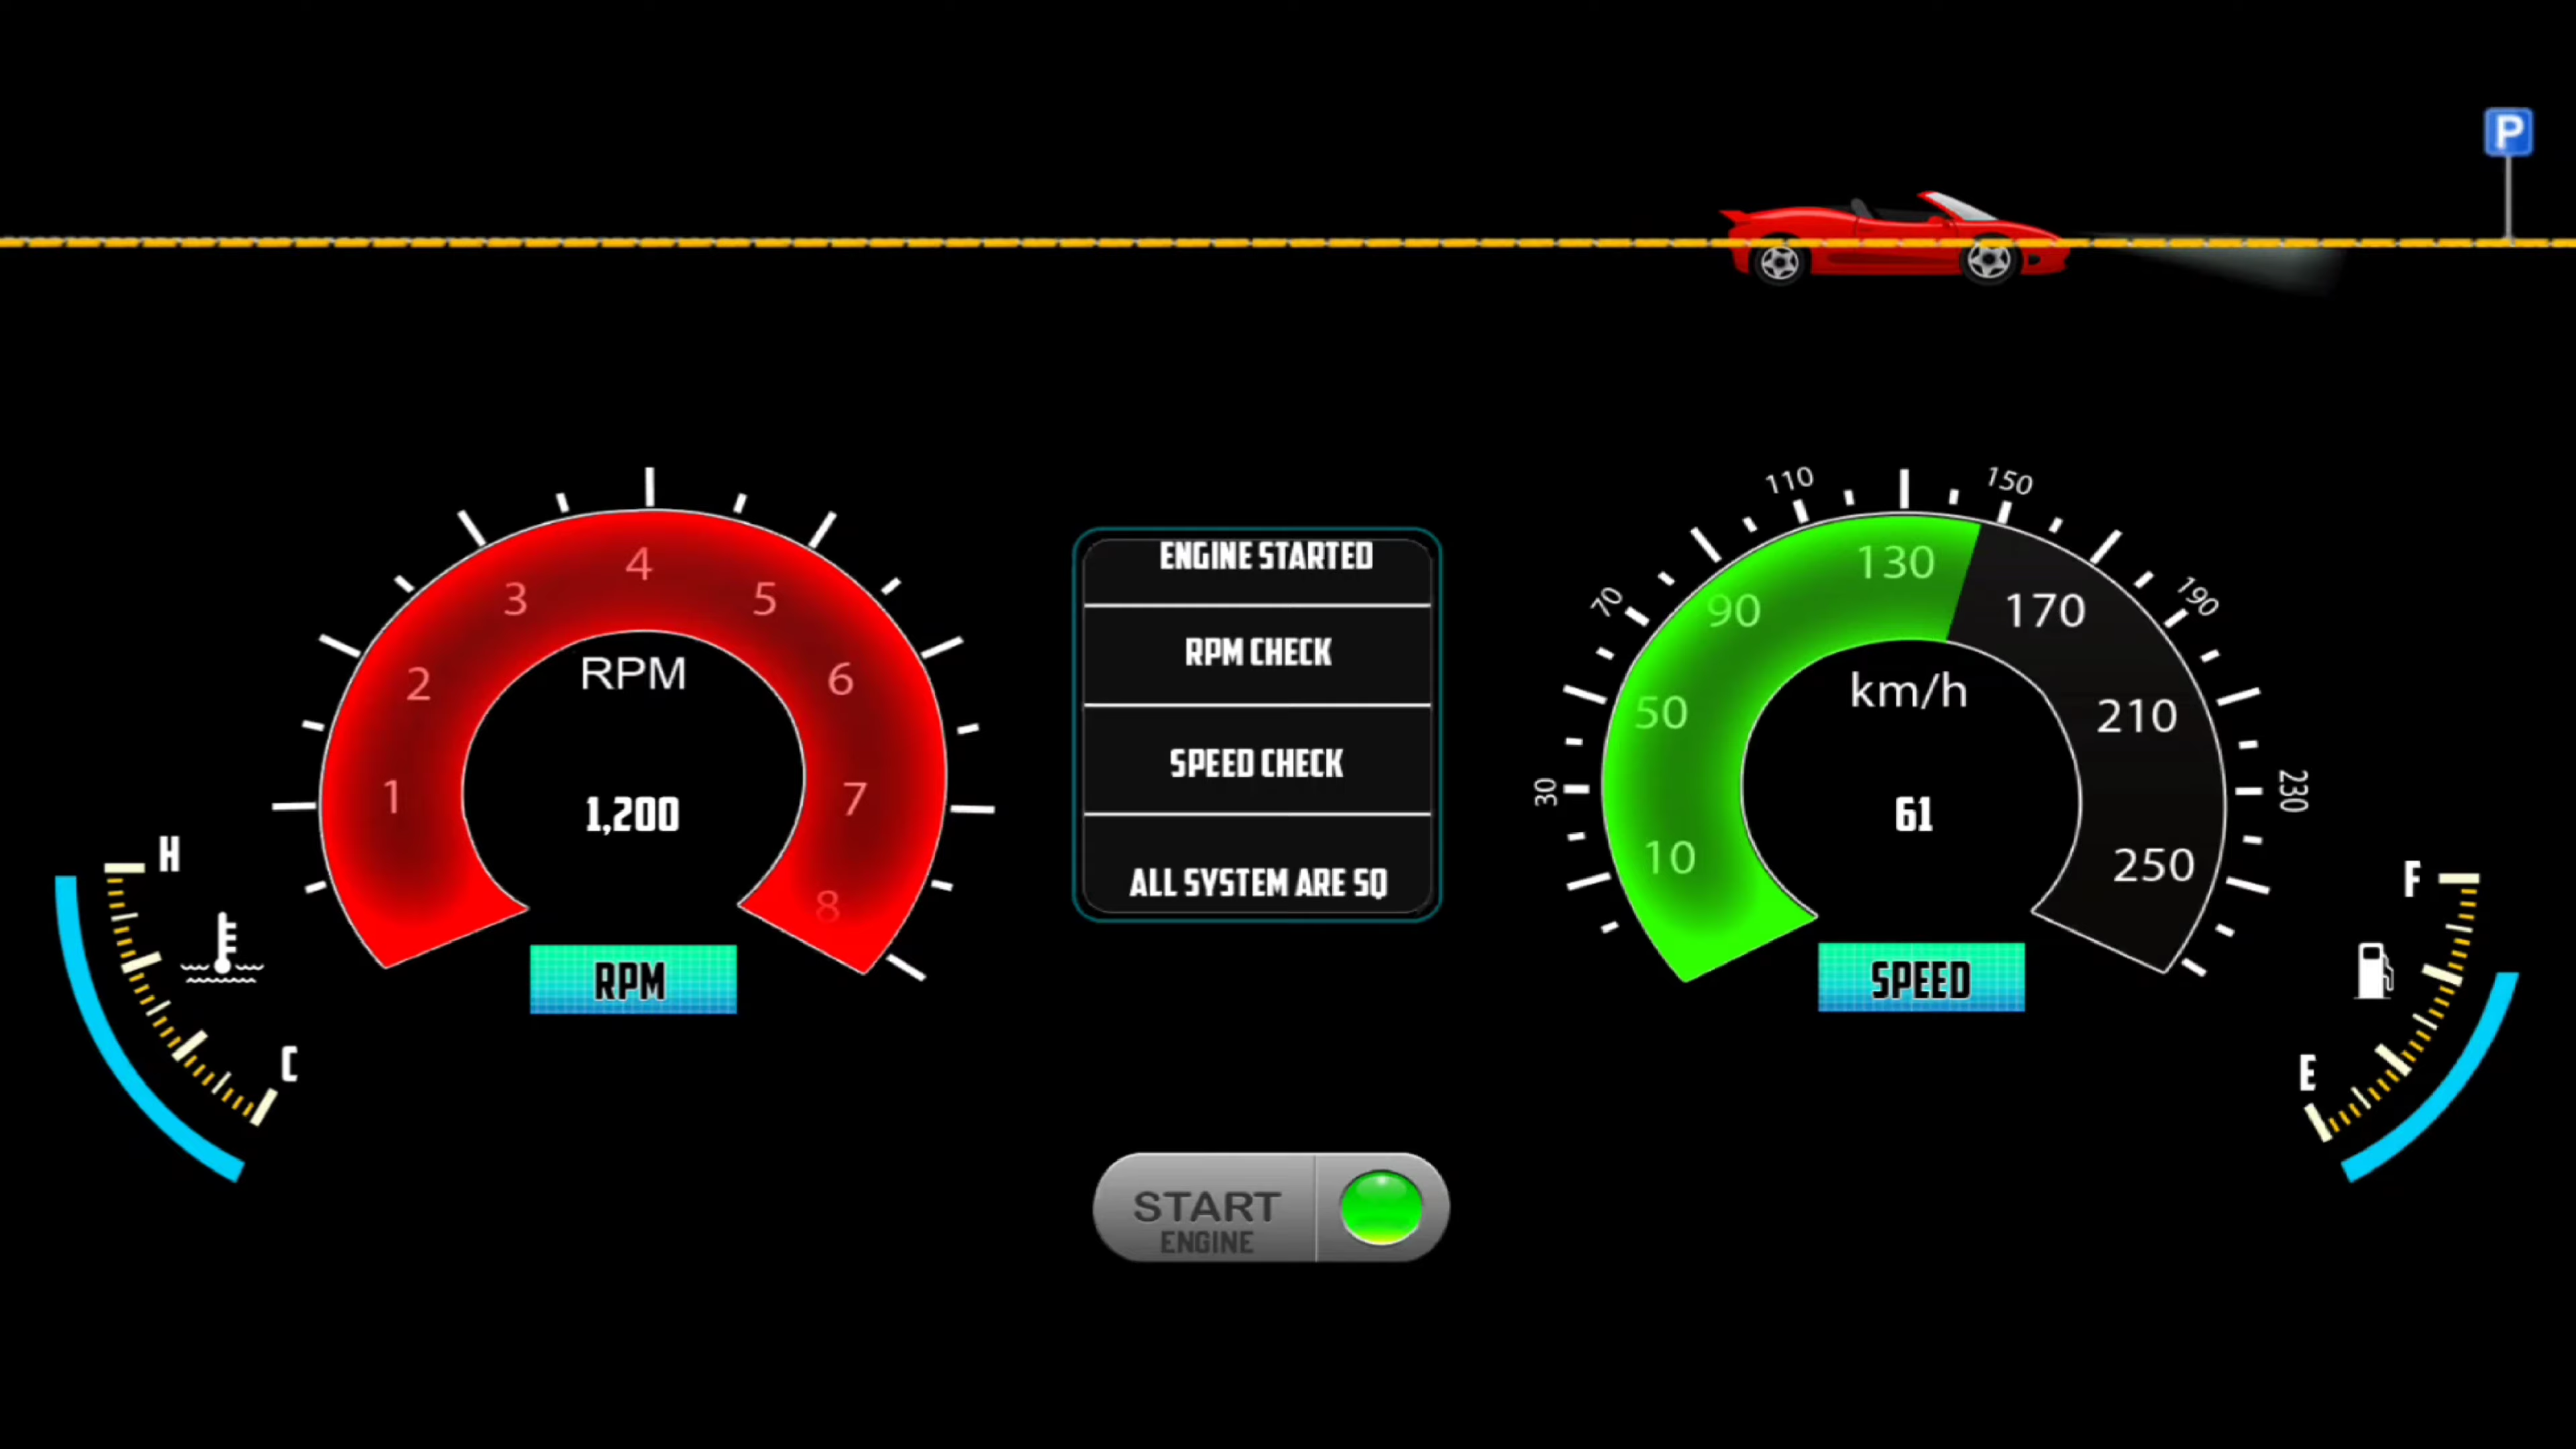 P
ENGINE STARTED
RPM CHECK
SPEED CHECK
ALL SYSTEM ARE SQ
1
2
3
4
5
6
7
8
RPM
1,200
RPM
10
30
50
70
90
110
130
150
170
190
210
230
250
km/h
61
SPEED
H
C
F
E
START
ENGINE